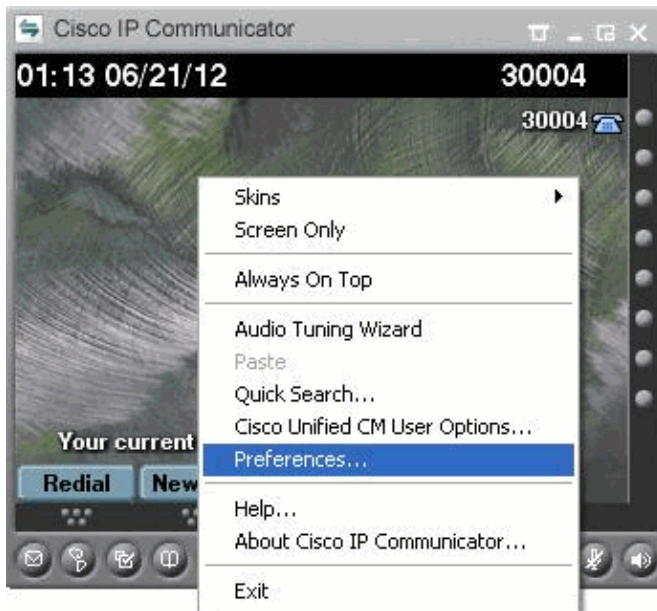 Cisco IP Communicator
01:13 06/21/12 30004
30004
Skins
Screen Only
Always On Top
Audio Tuning Wizard
Paste
Quick Search...
Cisco Unified CM User Options...
Your current
Preferences...
Redial New
Help...
About Cisco IP Communicator...
Exit